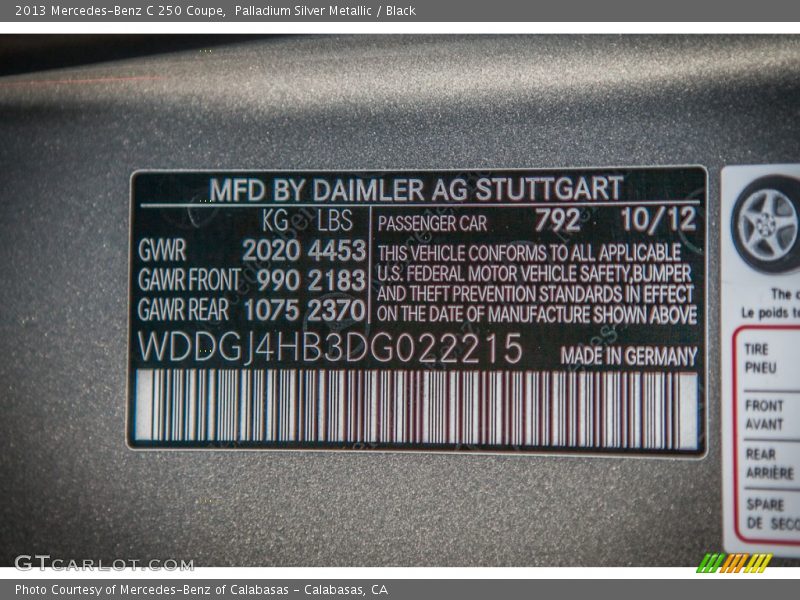 2013 Mercedes-Benz C 250 Coupe,  Palladium Silver Metallic / Black
MFD BY DAIMLER AG STUTTGART
KG LBS
GVWR 2020 4453
GAWR FRONT 990 2183
GAWR REAR 1075 2370
PASSENGER CAR 792 10/12
THIS VEHICLE CONFORMS TO ALL APPLICABLE
U.S. FEDERAL MOTOR VEHICLE SAFETY,BUMPER
AND THEFT PREVENTION STANDARDS IN EFFECT
ON THE DATE OF MANUFACTURE SHOWN ABOVE
WDDGJ4HB3DG022215
MADE IN GERMANY
The
Le poids
TIRE
PNEU
FRONT
AVANT
REAR
ARRIÈRE
SPARE
DE
GTCarLot.com
Photo Courtesy of Mercedes-Benz of Calabasas - Calabasas, CA